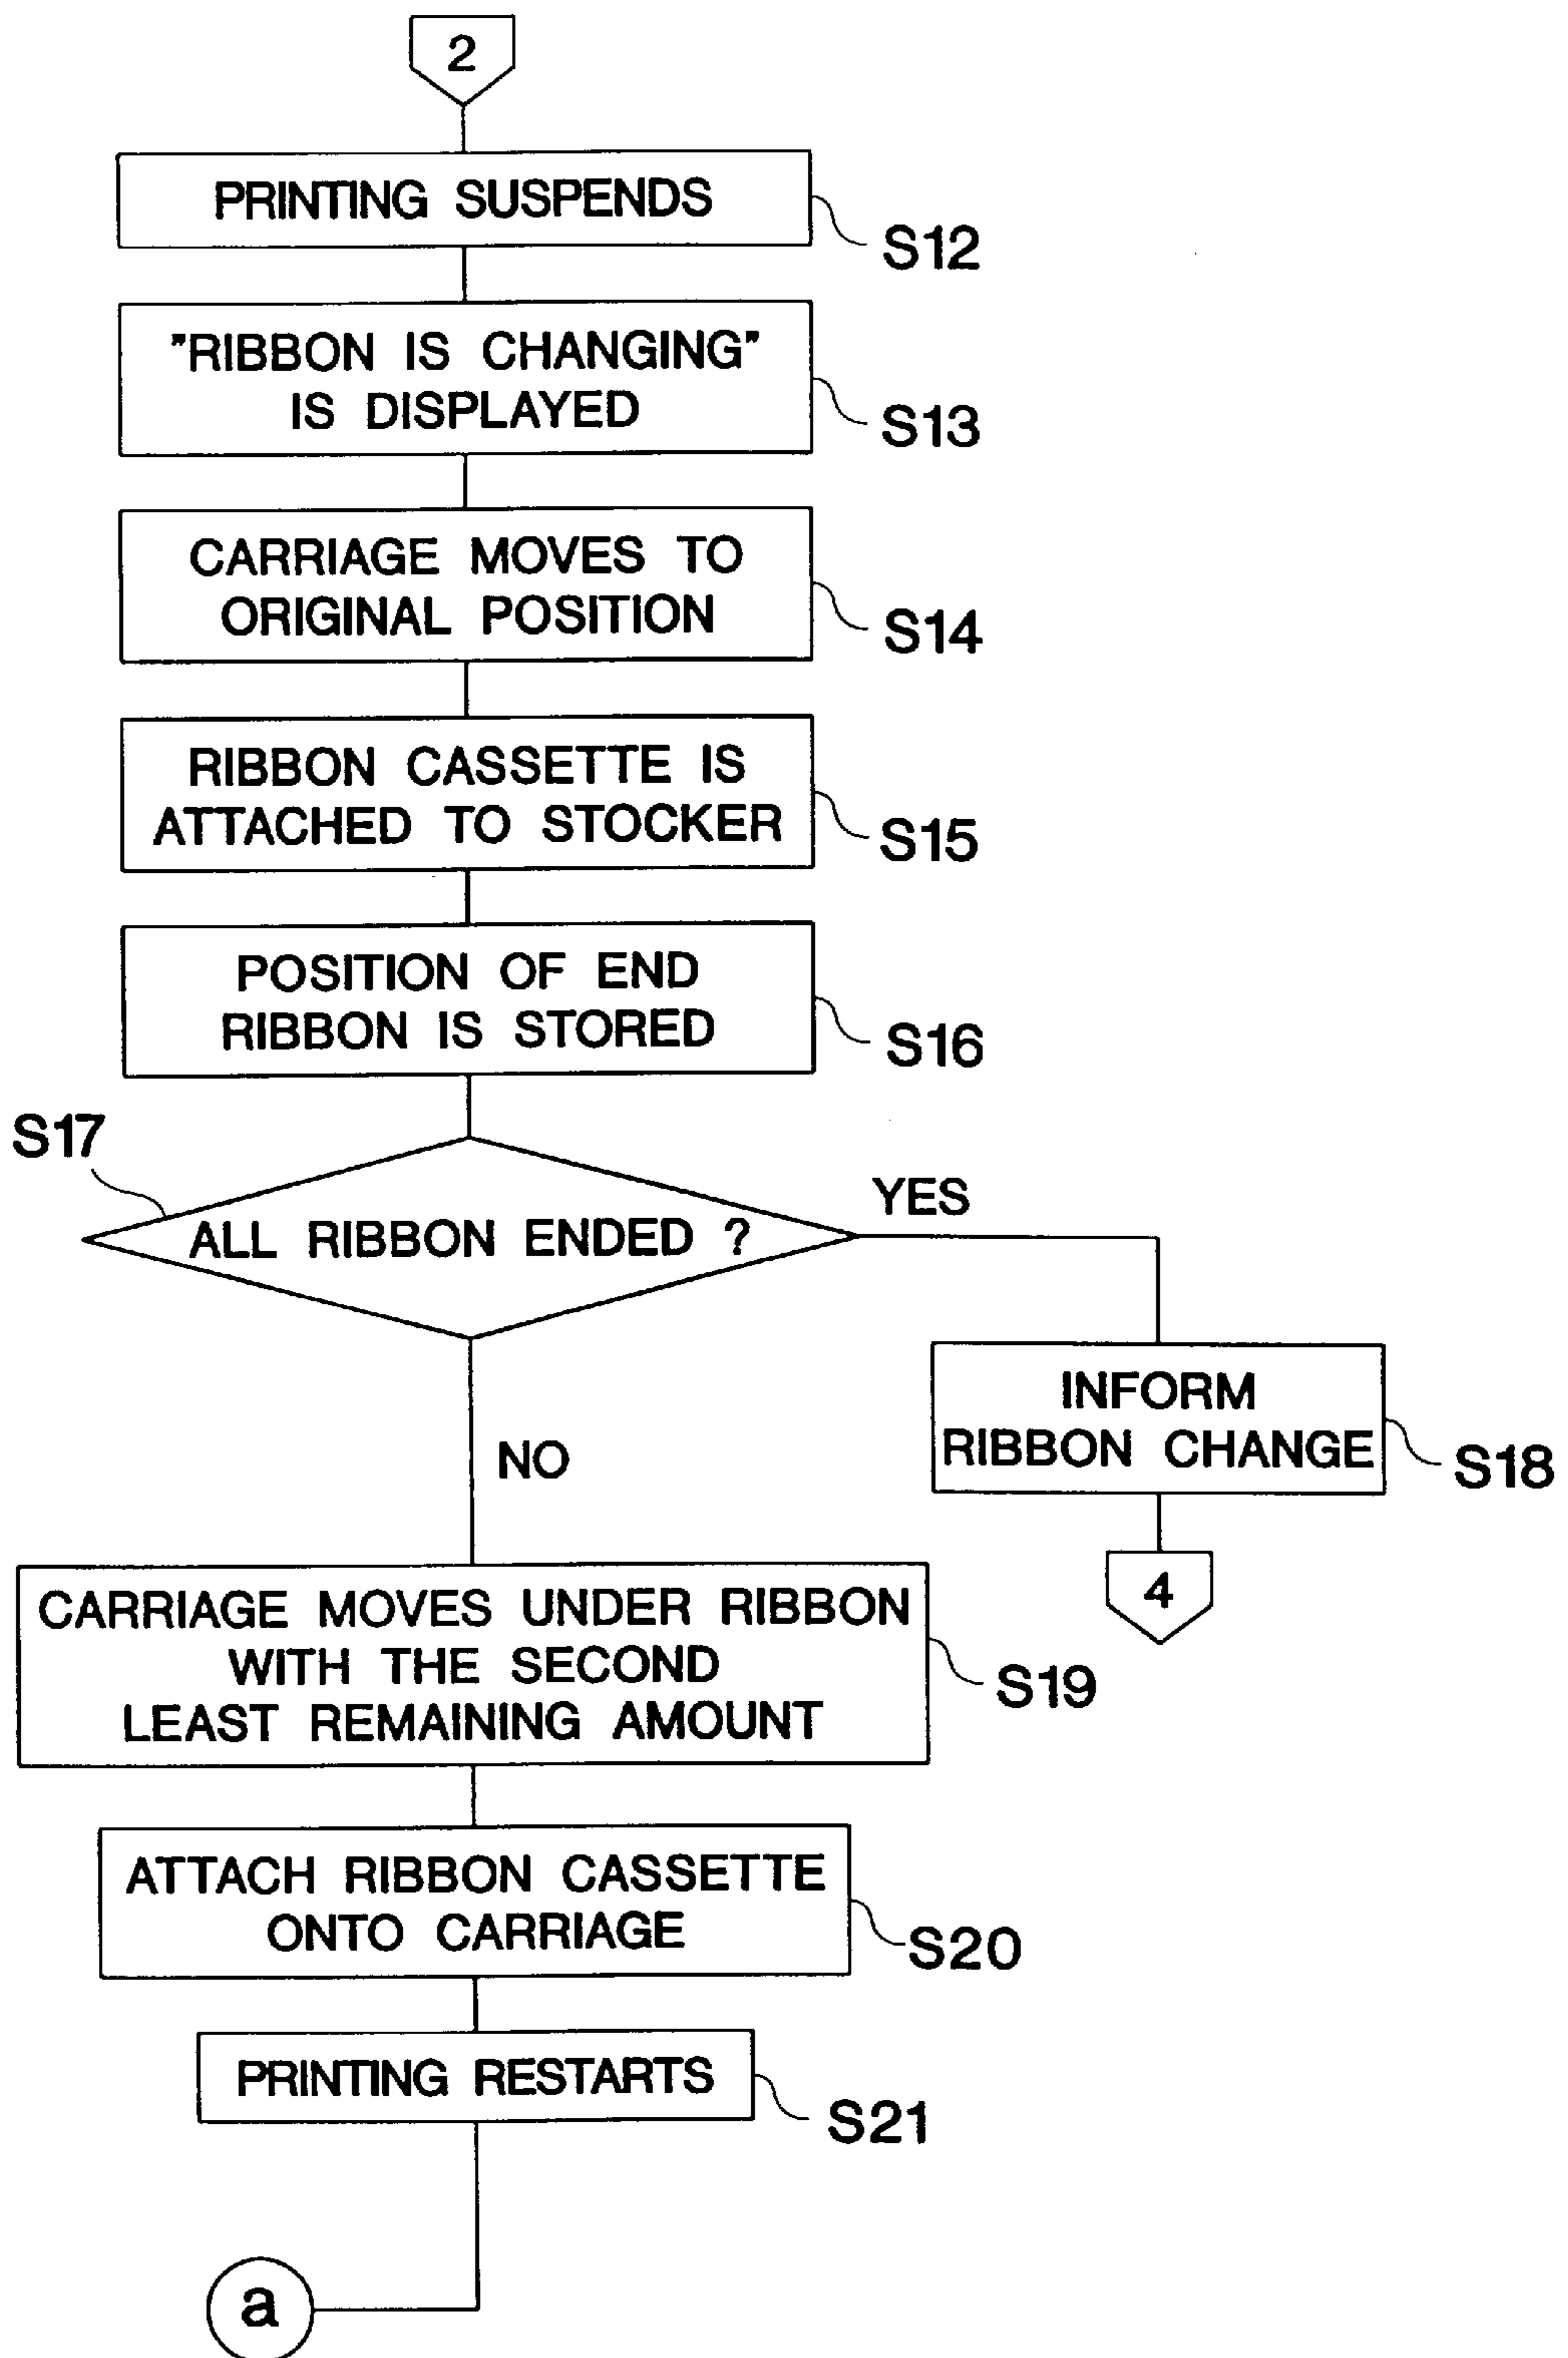 2
PRINTING SUSPENDS
S12
"RIBBON IS CHANGING"
IS DISPLAYED
S13
CARRIAGE MOVES TO
ORIGINAL POSITION
S14
RIBBON CASSETTE IS
ATTACHED TO STOCKER
S15
POSITION OF END
RIBBON IS STORED
S16
S17
ALL RIBBON ENDED ?
YES
NO
INFORM
RIBBON CHANGE
S18
4
CARRIAGE MOVES UNDER RIBBON
WITH THE SECOND
LEAST REMAINING AMOUNT
S19
ATTACH RIBBON CASSETTE
ONTO CARRIAGE
S20
PRINTING RESTARTS
S21
a